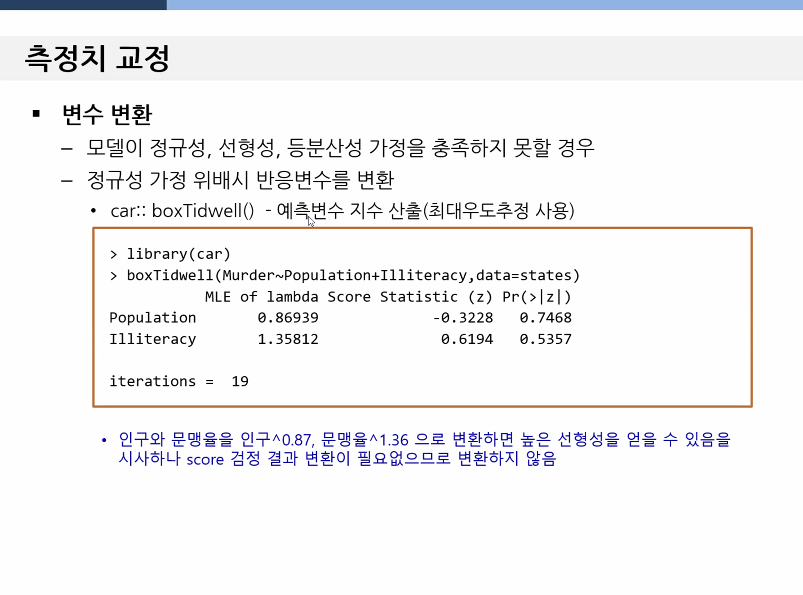 측정치 교정
▪ 변수 변환
– 모델이 정규성, 선형성, 등분산성 가정을 충족하지 못할 경우
– 정규성 가정 위배시 반응변수를 변환
• car:: boxTidwell() - 예측변수 지수 산출(최대우도추정 사용)
> library(car)
> boxTidwell(Murder~Population+Illiteracy,data=states)
MLE of lambda Score Statistic (z) Pr(>|z|)
Population 0.86939 -0.3228 0.7468
Illiteracy 1.35812 0.6194 0.5357
iterations = 19
• 인구와 문맹율을 인구^0.87, 문맹율^1.36 으로 변환하면 높은 선형성을 얻을 수 있음을
시사하나 score 검정 결과 변환이 필요없으므로 변환하지 않음